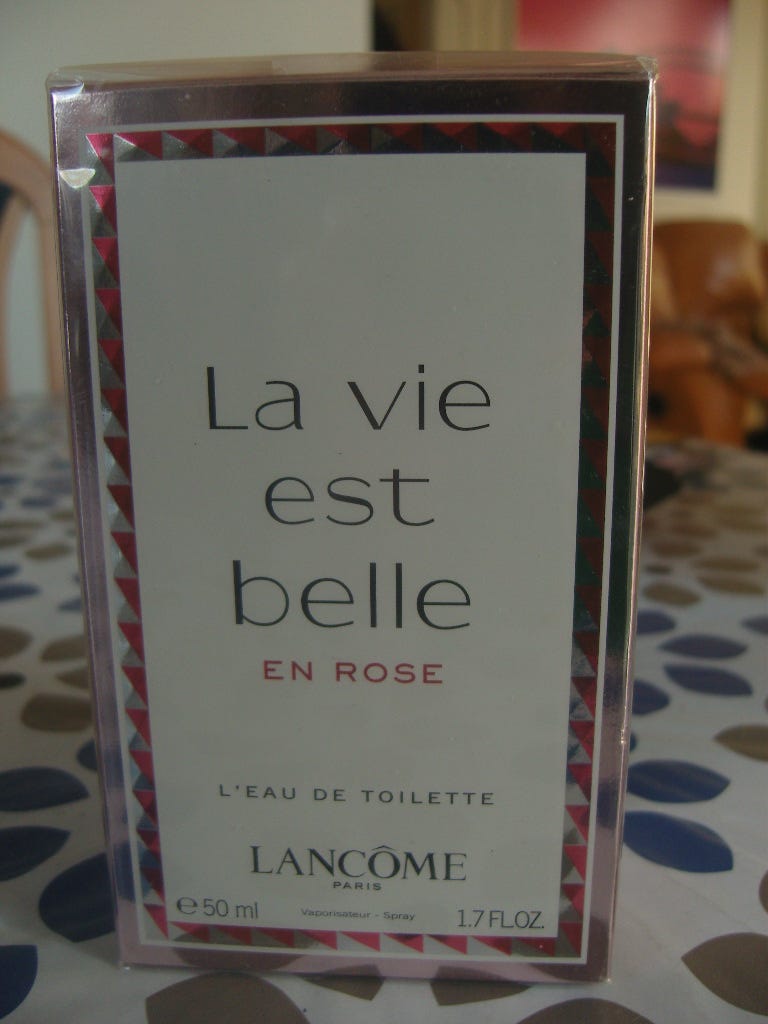 La vie
est
belle
EN ROSE
L'EAU DE TOILETTE
LANCÔME
PARIS
℮ 50 ml Vaporisateur - Spray 1.7 FL.OZ.